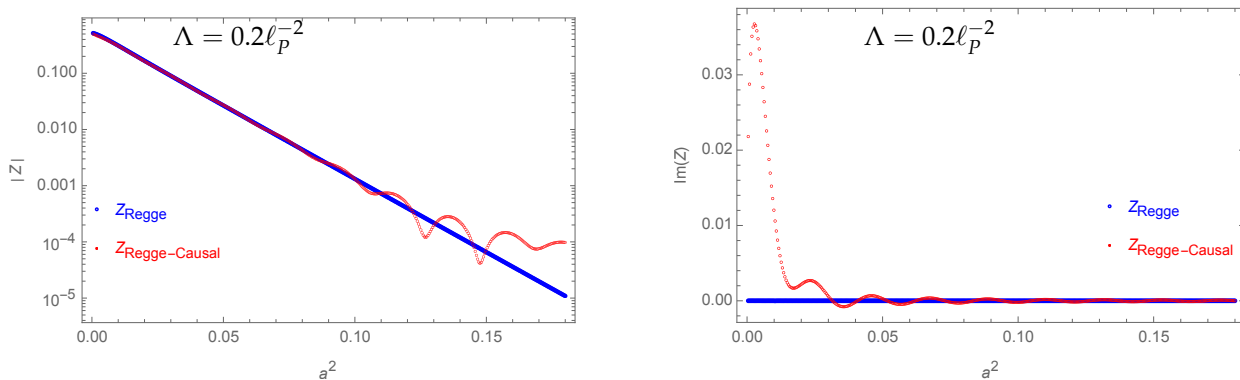 Λ = 0.2ℓ_P^{-2}
0.100
0.010
0.001
10^{-4}
10^{-5}
|Z|
Z_Regge
Z_Regge-Causal
0.00 0.05 0.10 0.15
a^2
Λ = 0.2ℓ_P^{-2}
0.03
0.02
0.01
0.00
Im(Z)
Z_Regge
Z_Regge-Causal
0.00 0.05 0.10 0.15
a^2